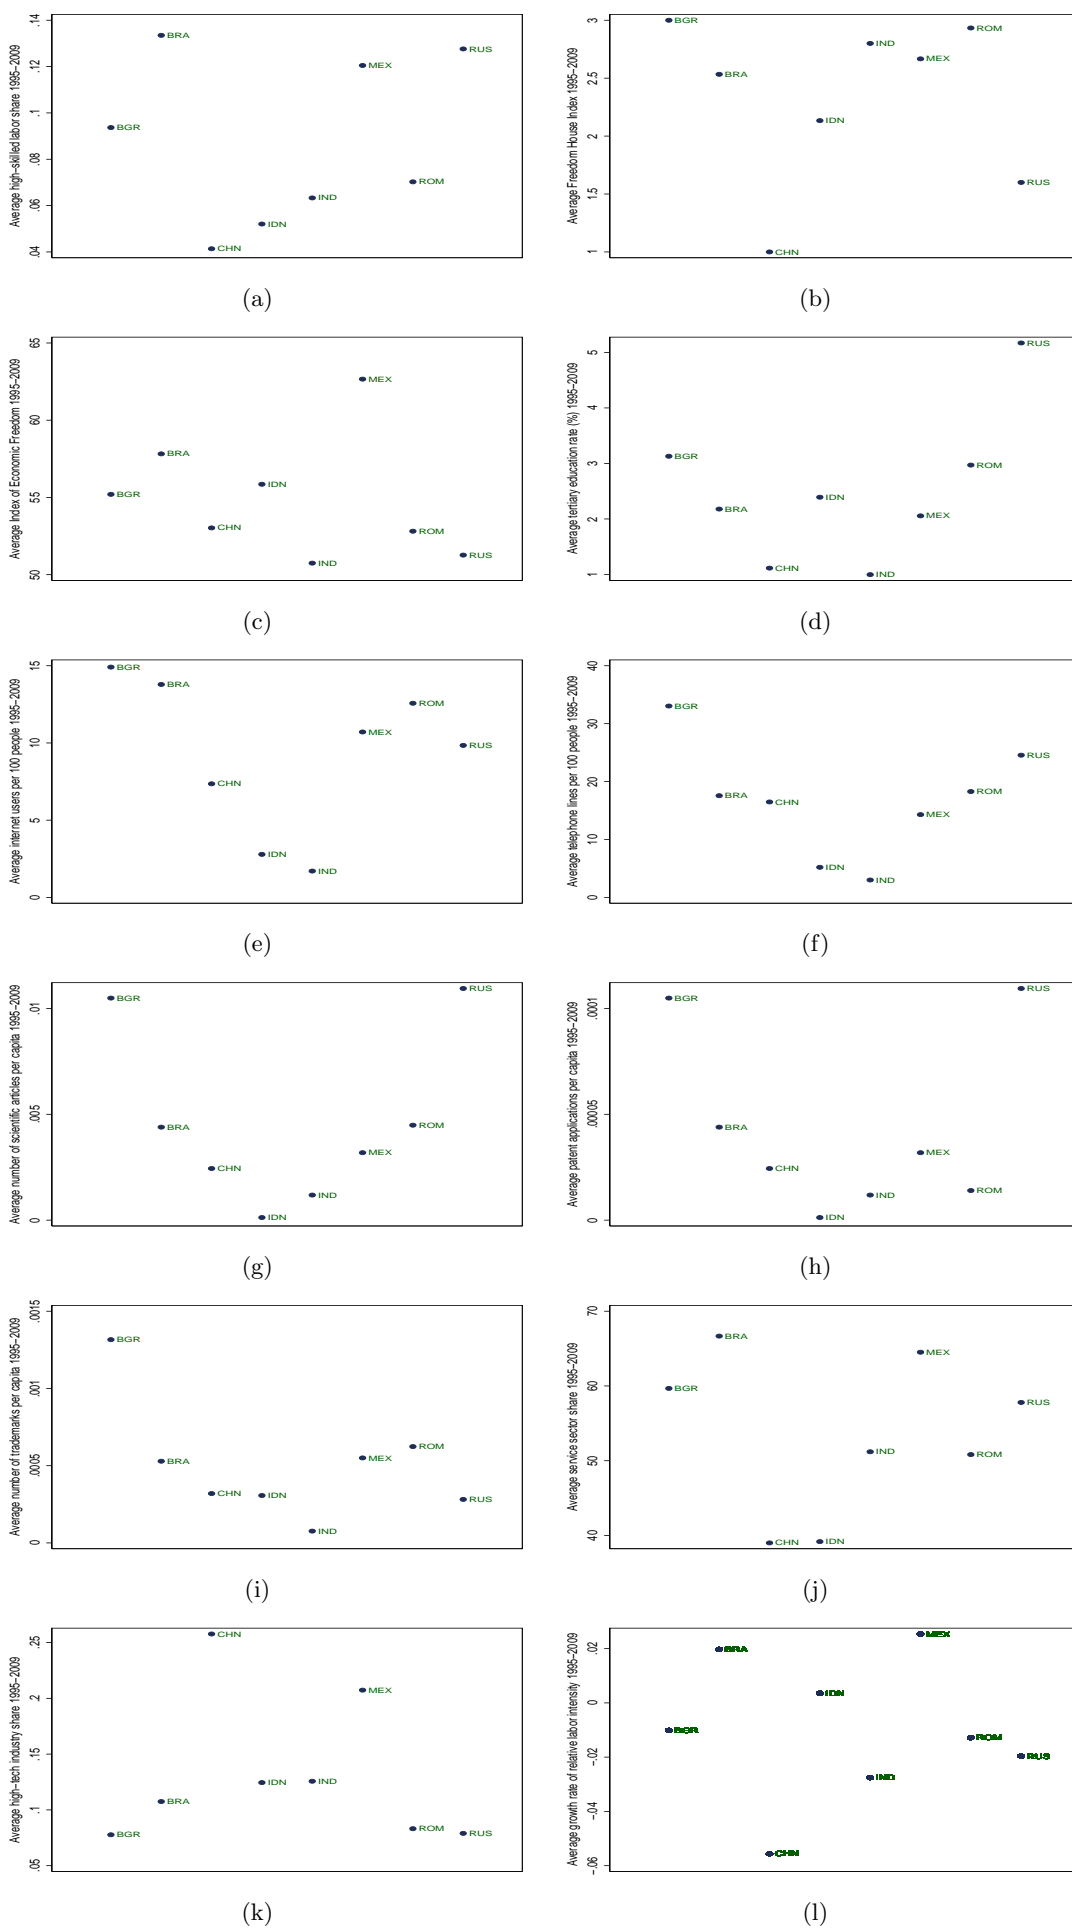 Average high−skilled labor share 1995−2009
.14
.12
.1
.08
.06
.04
BRA
RUS
MEX
BGR
ROM
IND
IDN
CHN
(a)
Average Freedom House Index 1995−2009
3
2.5
2
1.5
1
BGR
ROM
IND
MEX
BRA
IDN
RUS
CHN
(b)
Average Index of Economic Freedom 1995−2009
65
60
55
50
MEX
BRA
IDN
BGR
CHN
ROM
RUS
IND
(c)
Average tertiary education rate (%) 1995−2009
5
4
3
2
1
RUS
BGR
ROM
IDN
BRA
MEX
CHN
IND
(d)
Average internet users per 100 people 1995−2009
15
10
5
0
BGR
BRA
ROM
MEX
RUS
CHN
IDN
IND
(e)
Average telephone lines per 100 people 1995−2009
40
30
20
10
0
BGR
RUS
ROM
BRA
CHN
MEX
IDN
IND
(f)
Average number of scientific articles per capita 1995−2009
.01
.005
0
RUS
BGR
ROM
BRA
MEX
CHN
IND
IDN
(g)
Average patent applications per capita 1995−2009
.0001
.00005
0
RUS
BGR
BRA
MEX
CHN
ROM
IND
IDN
(h)
Average number of trademarks per capita 1995−2009
.0015
.001
.0005
0
BGR
ROM
MEX
BRA
CHN
IDN
RUS
IND
(i)
Average service sector share 1995−2009
70
60
50
40
BRA
MEX
BGR
RUS
IND
ROM
IDN
CHN
(j)
Average high−tech industry share 1995−2009
.25
.2
.15
.1
.05
CHN
MEX
IND
IDN
BRA
ROM
RUS
BGR
(k)
Average growth rate of relative labor intensity 1995−2009
.02
0
−.02
−.04
−.06
MEX
BRA
IDN
BGR
ROM
RUS
IND
CHN
(l)